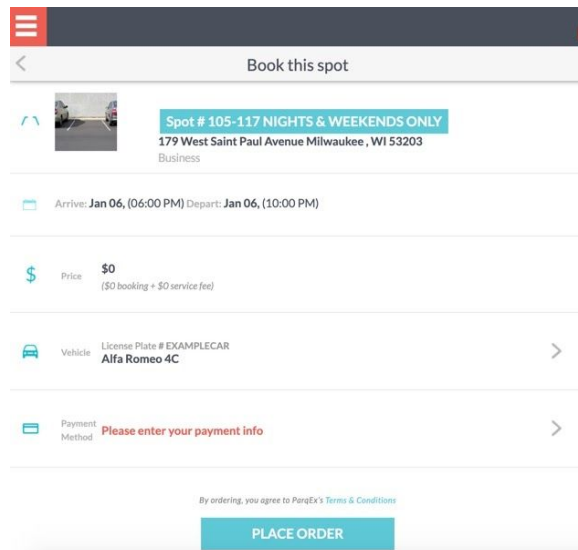 Book this spot
Spot # 105-117 NIGHTS & WEEKENDS ONLY
179 West Saint Paul Avenue Milwaukee , WI 53203
Business
Arrive: Jan 06, (06:00 PM) Depart: Jan 06, (10:00 PM)
Price
$0
($0 booking + $0 service fee)
Vehicle
License Plate # EXAMPLECAR
Alfa Romeo 4C
Payment
Method
Please enter your payment info
By ordering, you agree to ParqEx's Terms & Conditions
PLACE ORDER